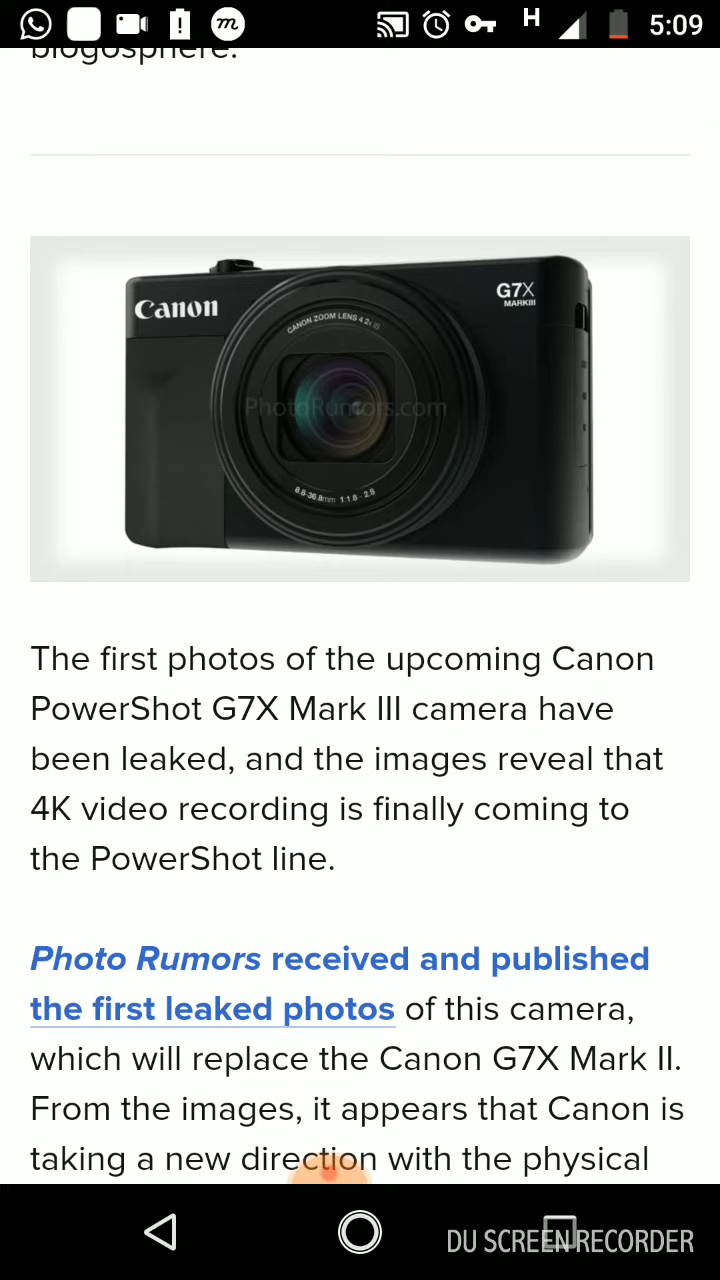 H 5:09
blogosphere.
Canon
G7X
MARK III
CANON ZOOM LENS 4.2x IS
PhotoRumors.com
8.8-36.8mm 1:1.8-2.8
The first photos of the upcoming Canon
PowerShot G7X Mark III camera have
been leaked, and the images reveal that
4K video recording is finally coming to
the PowerShot line.
Photo Rumors received and published
the first leaked photos of this camera,
which will replace the Canon G7X Mark II.
From the images, it appears that Canon is
taking a new direction with the physical
DU SCREEN RECORDER